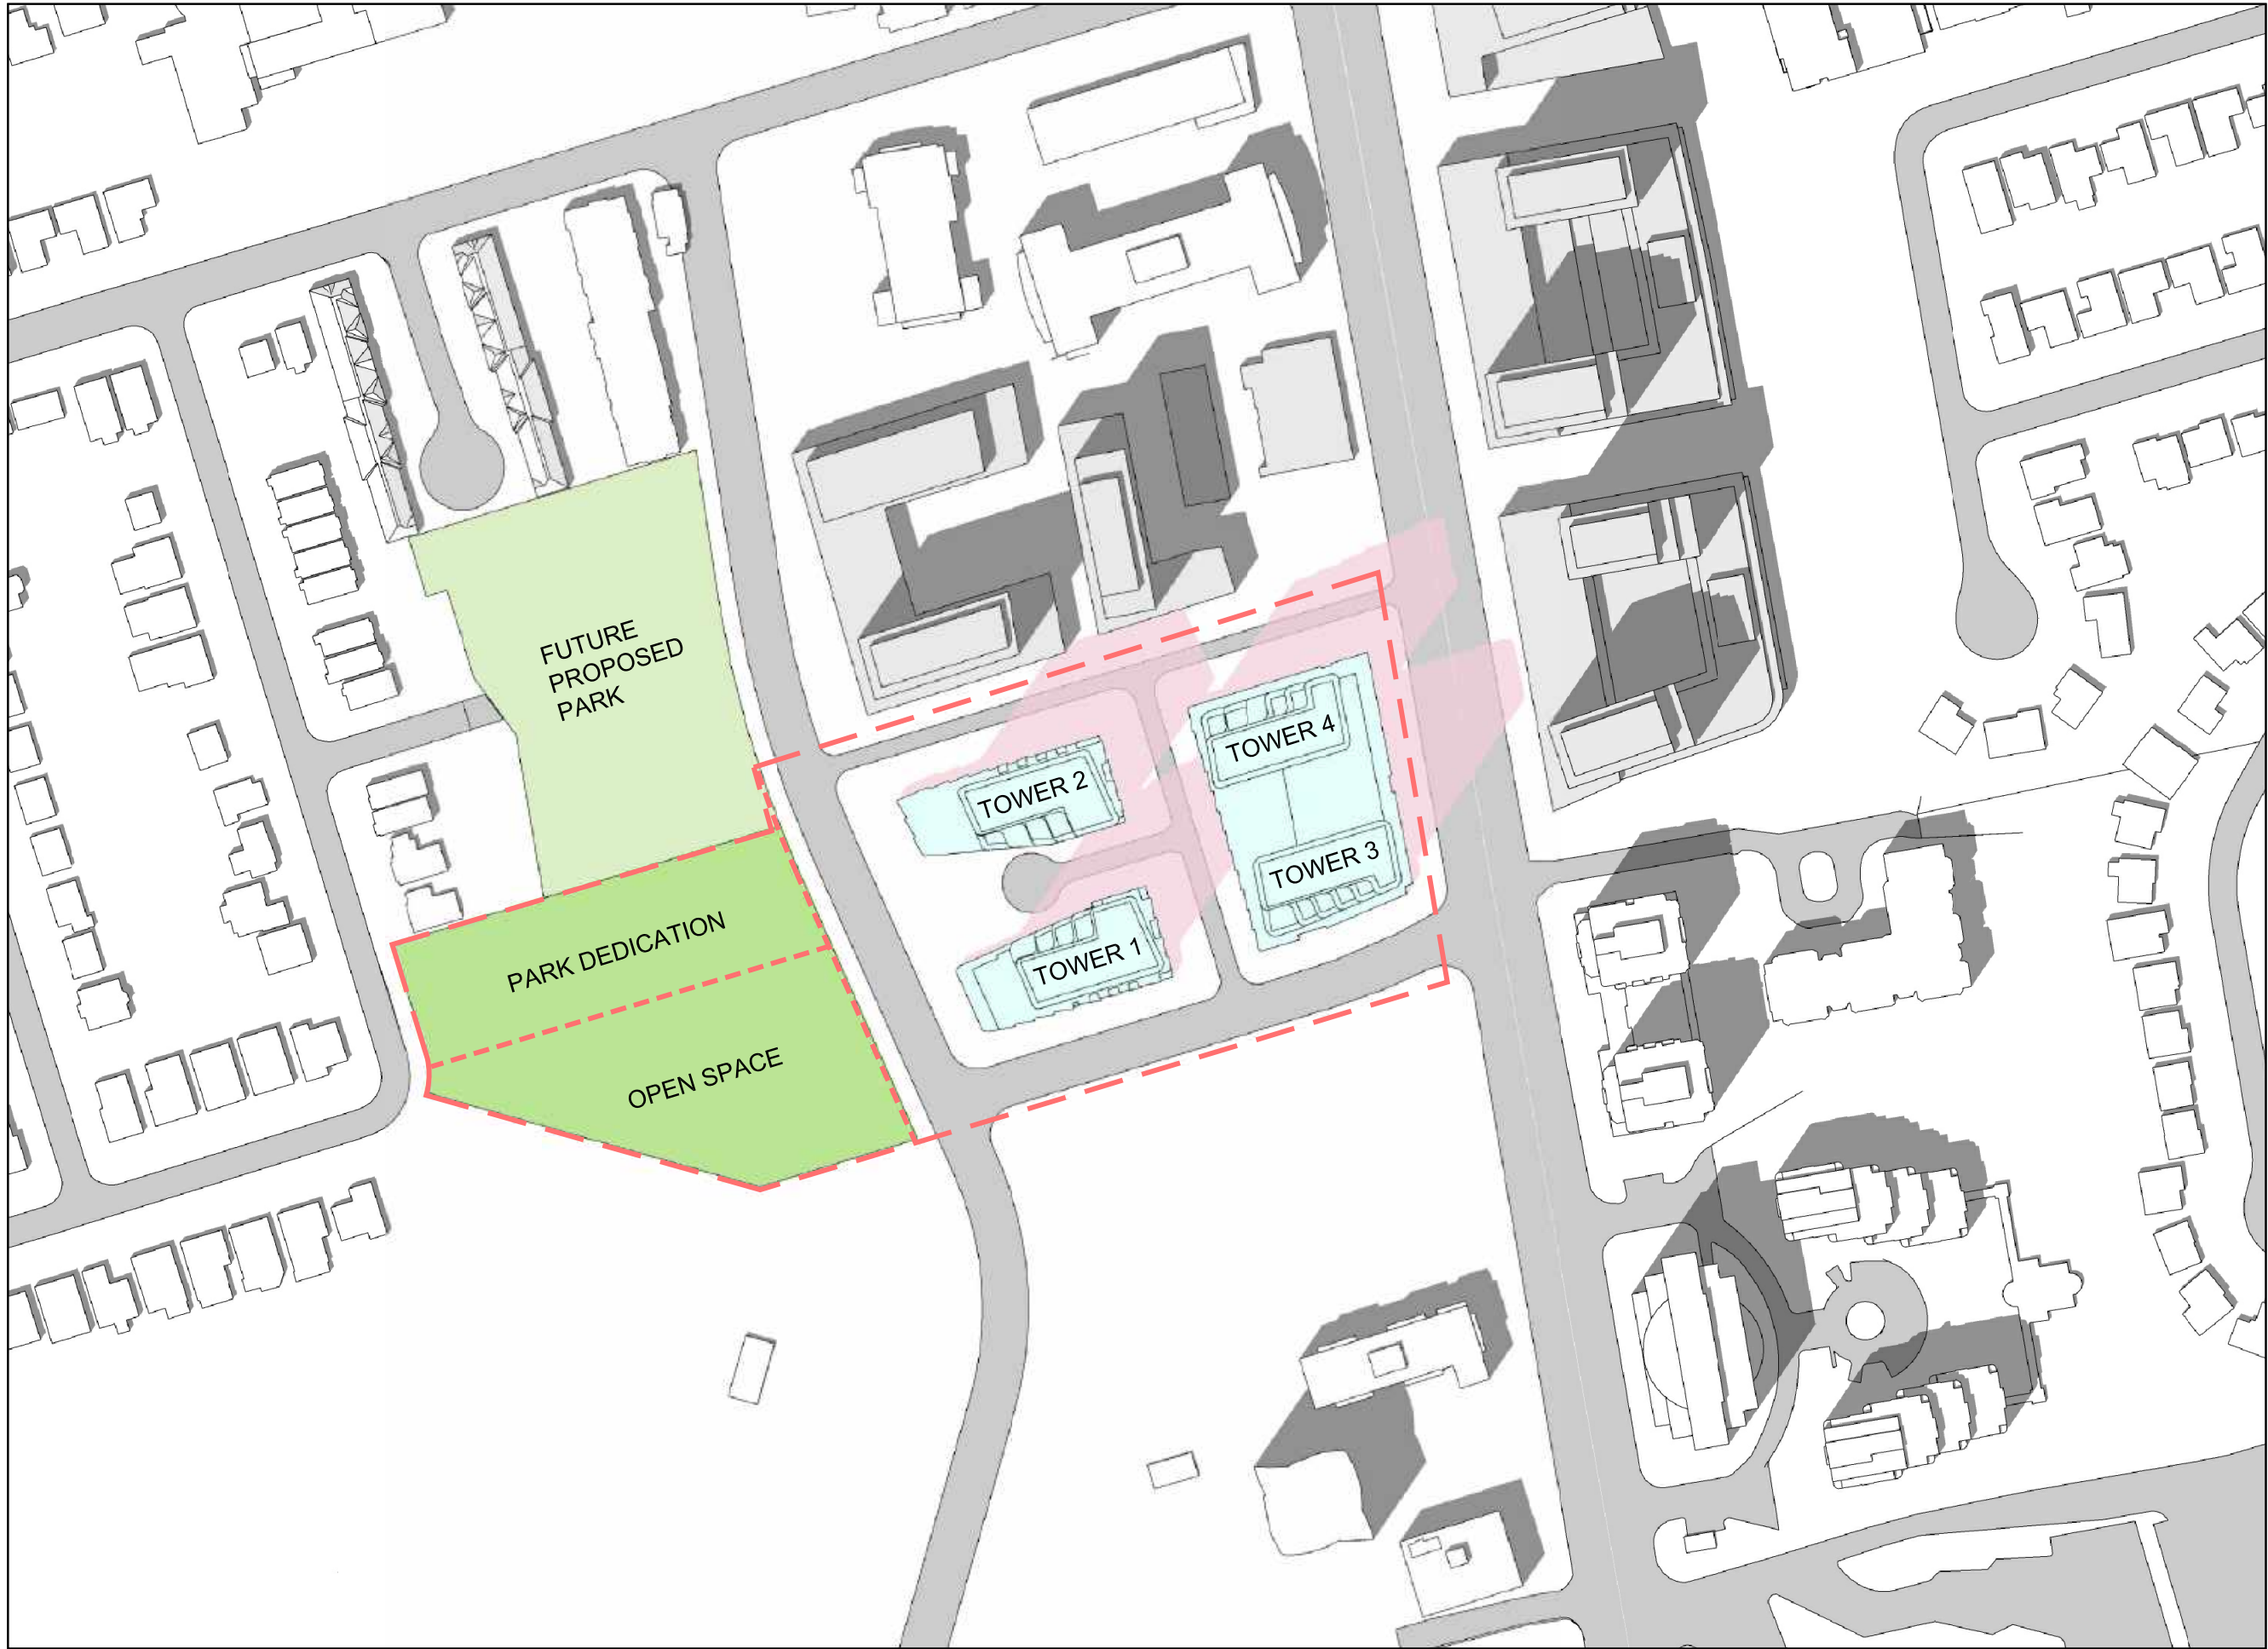 FUTURE
PROPOSED
PARK
TOWER 4
TOWER 2
TOWER 3
PARK DEDICATION
TOWER 1
OPEN SPACE